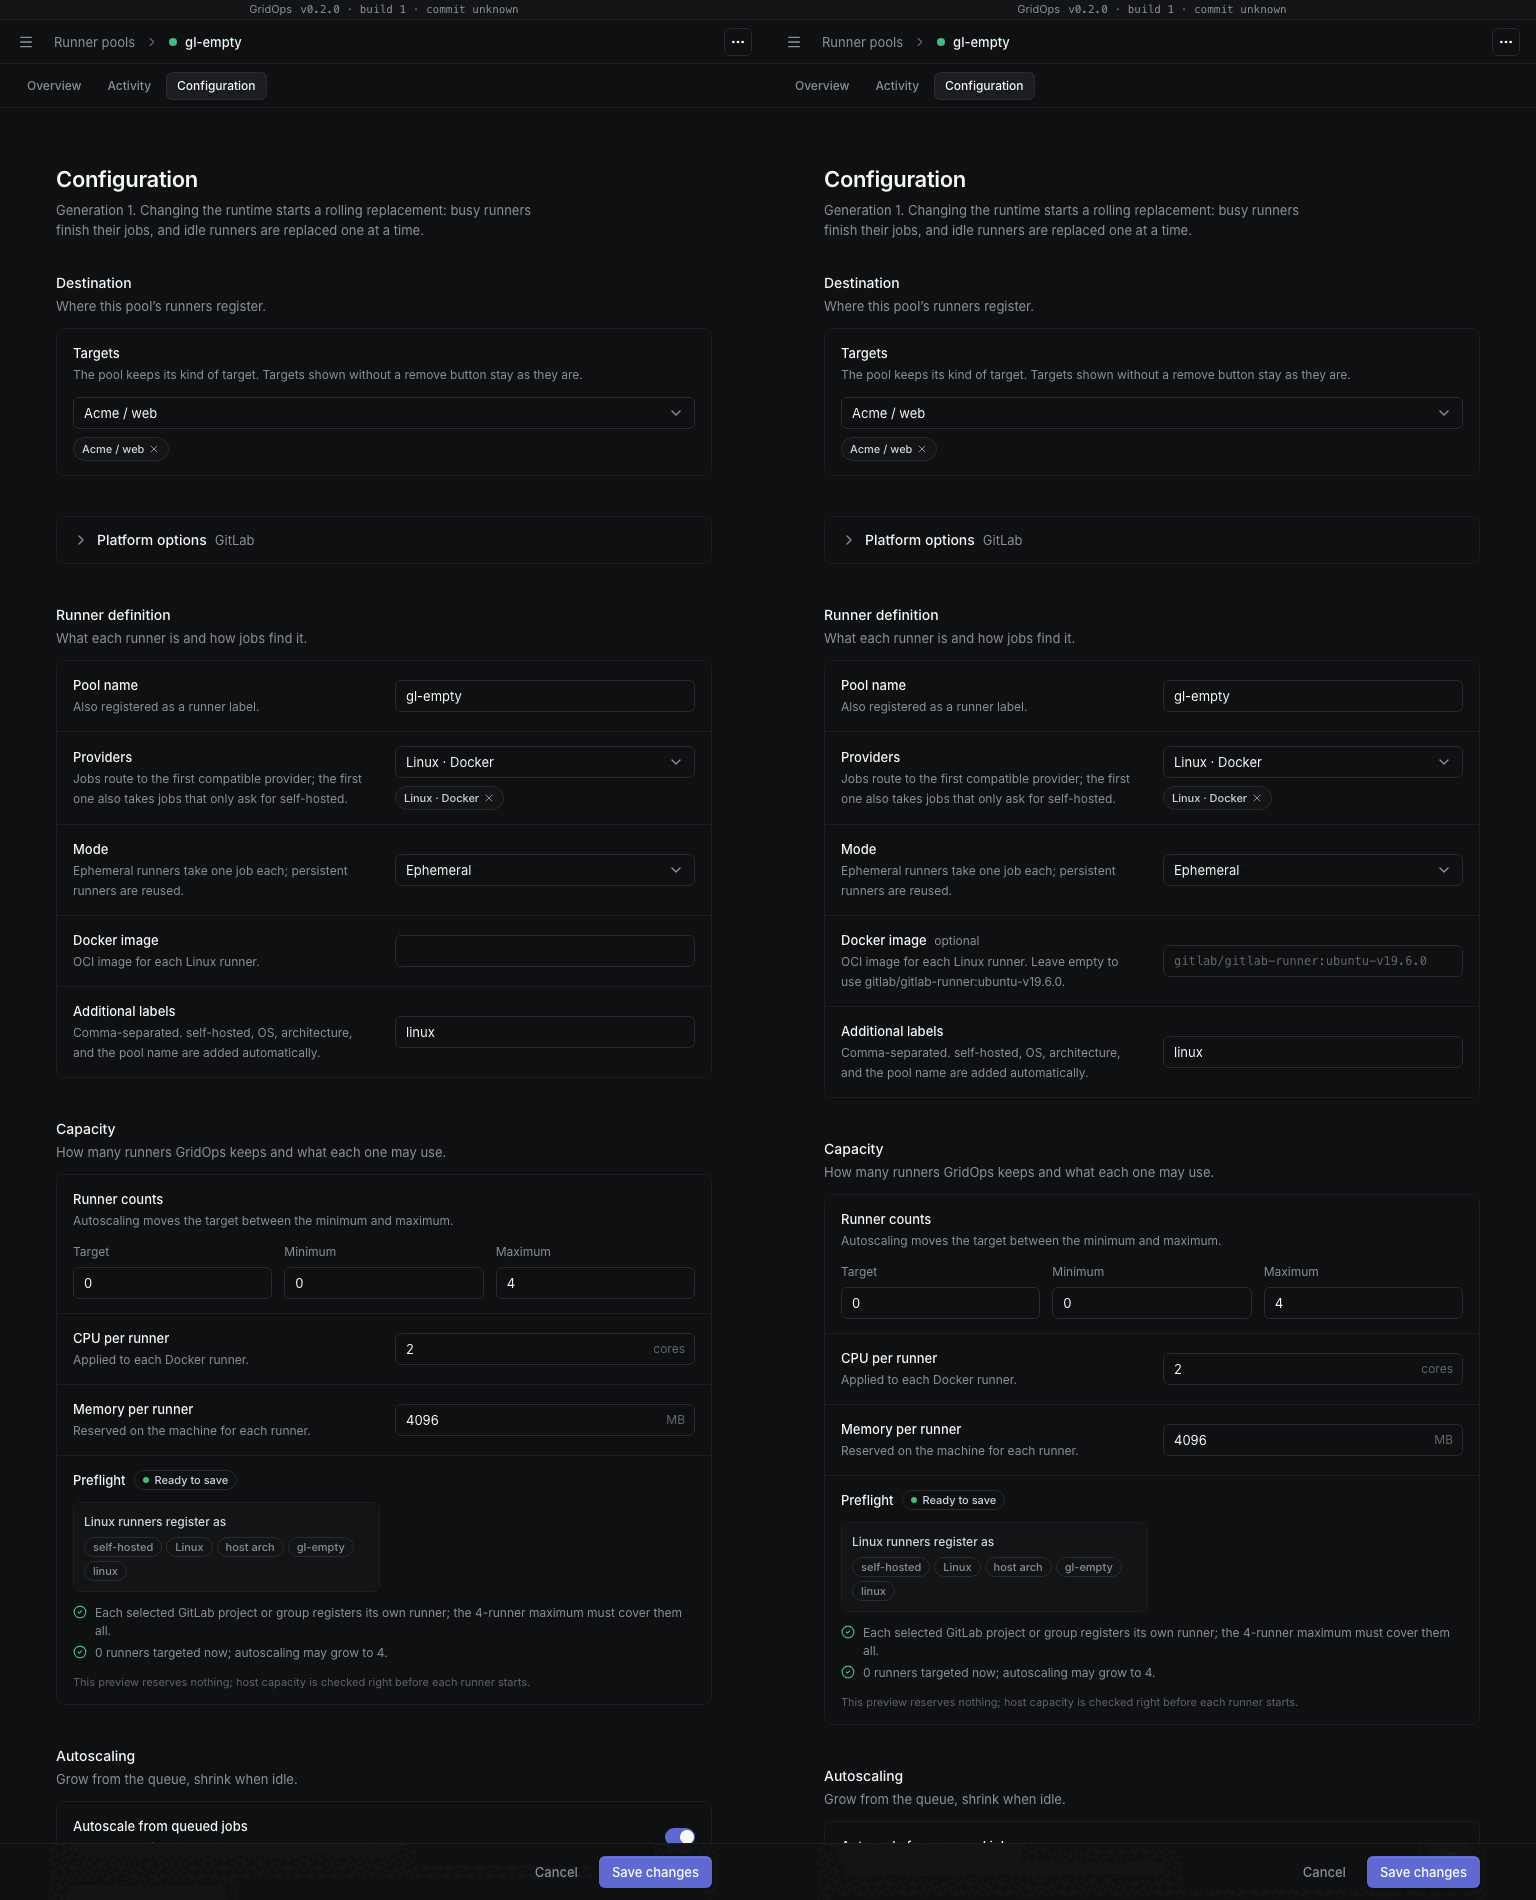 GridOps v0.2.0 · build 1 · commit unknown
Runner pools
gl-empty
Overview
Activity
Configuration
Configuration
Generation 1. Changing the runtime starts a rolling replacement: busy runners
finish their jobs, and idle runners are replaced one at a time.
Destination
Where this pool’s runners register.
Targets
The pool keeps its kind of target. Targets shown without a remove button stay as they are.
Acme / web
Acme / web
Platform options GitLab
Runner definition
What each runner is and how jobs find it.
Pool name
Also registered as a runner label.
gl-empty
Providers
Jobs route to the first compatible provider; the first
one also takes jobs that only ask for self-hosted.
Linux · Docker
Linux · Docker
Mode
Ephemeral runners take one job each; persistent
runners are reused.
Ephemeral
Docker image
OCI image for each Linux runner.
Additional labels
Comma-separated. self-hosted, OS, architecture,
and the pool name are added automatically.
linux
Capacity
How many runners GridOps keeps and what each one may use.
Runner counts
Autoscaling moves the target between the minimum and maximum.
Target
Minimum
Maximum
0
0
4
CPU per runner
Applied to each Docker runner.
2
cores
Memory per runner
Reserved on the machine for each runner.
4096
MB
Preflight
Ready to save
Linux runners register as
self-hosted
Linux
host arch
gl-empty
linux
Each selected GitLab project or group registers its own runner; the 4-runner maximum must cover them
all.
0 runners targeted now; autoscaling may grow to 4.
This preview reserves nothing; host capacity is checked right before each runner starts.
Autoscaling
Grow from the queue, shrink when idle.
Autoscale from queued jobs
Cancel
Save changes
GridOps v0.2.0 · build 1 · commit unknown
Runner pools
gl-empty
Overview
Activity
Configuration
Configuration
Generation 1. Changing the runtime starts a rolling replacement: busy runners
finish their jobs, and idle runners are replaced one at a time.
Destination
Where this pool’s runners register.
Targets
The pool keeps its kind of target. Targets shown without a remove button stay as they are.
Acme / web
Acme / web
Platform options GitLab
Runner definition
What each runner is and how jobs find it.
Pool name
Also registered as a runner label.
gl-empty
Providers
Jobs route to the first compatible provider; the first
one also takes jobs that only ask for self-hosted.
Linux · Docker
Linux · Docker
Mode
Ephemeral runners take one job each; persistent
runners are reused.
Ephemeral
Docker image optional
OCI image for each Linux runner. Leave empty to
use gitlab/gitlab-runner:ubuntu-v19.6.0.
gitlab/gitlab-runner:ubuntu-v19.6.0
Additional labels
Comma-separated. self-hosted, OS, architecture,
and the pool name are added automatically.
linux
Capacity
How many runners GridOps keeps and what each one may use.
Runner counts
Autoscaling moves the target between the minimum and maximum.
Target
Minimum
Maximum
0
0
4
CPU per runner
Applied to each Docker runner.
2
cores
Memory per runner
Reserved on the machine for each runner.
4096
MB
Preflight
Ready to save
Linux runners register as
self-hosted
Linux
host arch
gl-empty
linux
Each selected GitLab project or group registers its own runner; the 4-runner maximum must cover them
all.
0 runners targeted now; autoscaling may grow to 4.
This preview reserves nothing; host capacity is checked right before each runner starts.
Autoscaling
Grow from the queue, shrink when idle.
Cancel
Save changes